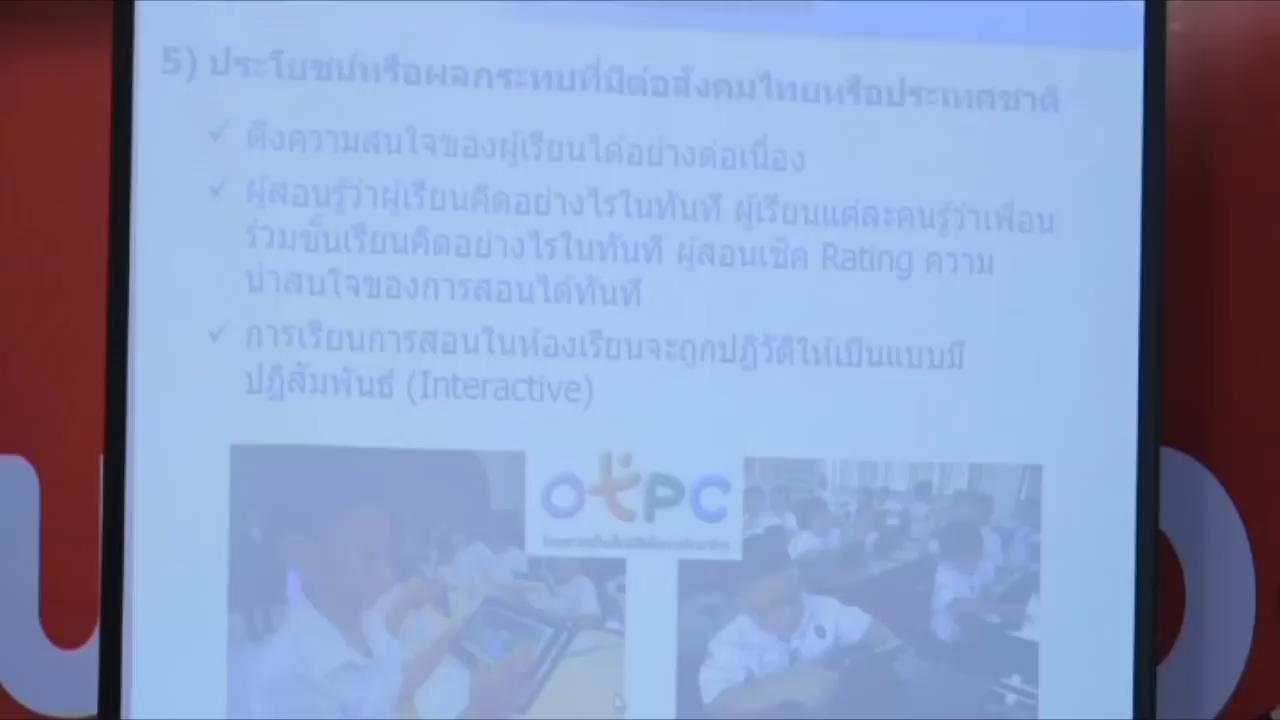 5) ประโยชน์หรือผลกระทบที่มีต่อสังคมไทยหรือประเทศชาติ
✓ ดึงความสนใจของผู้เรียนได้อย่างต่อเนื่อง
✓ ผู้สอนรู้ว่าผู้เรียนคิดอย่างไรในทันที ผู้เรียนแต่ละคนรู้ว่าเพื่อน
ร่วมชั้นเรียนคิดอย่างไรในทันที ผู้สอนเช็ค Rating ความ
น่าสนใจของการสอนได้ทันที
✓ การเรียนการสอนในห้องเรียนจะถูกปฏิวัติให้เป็นแบบมี
ปฏิสัมพันธ์ (Interactive)
otpc